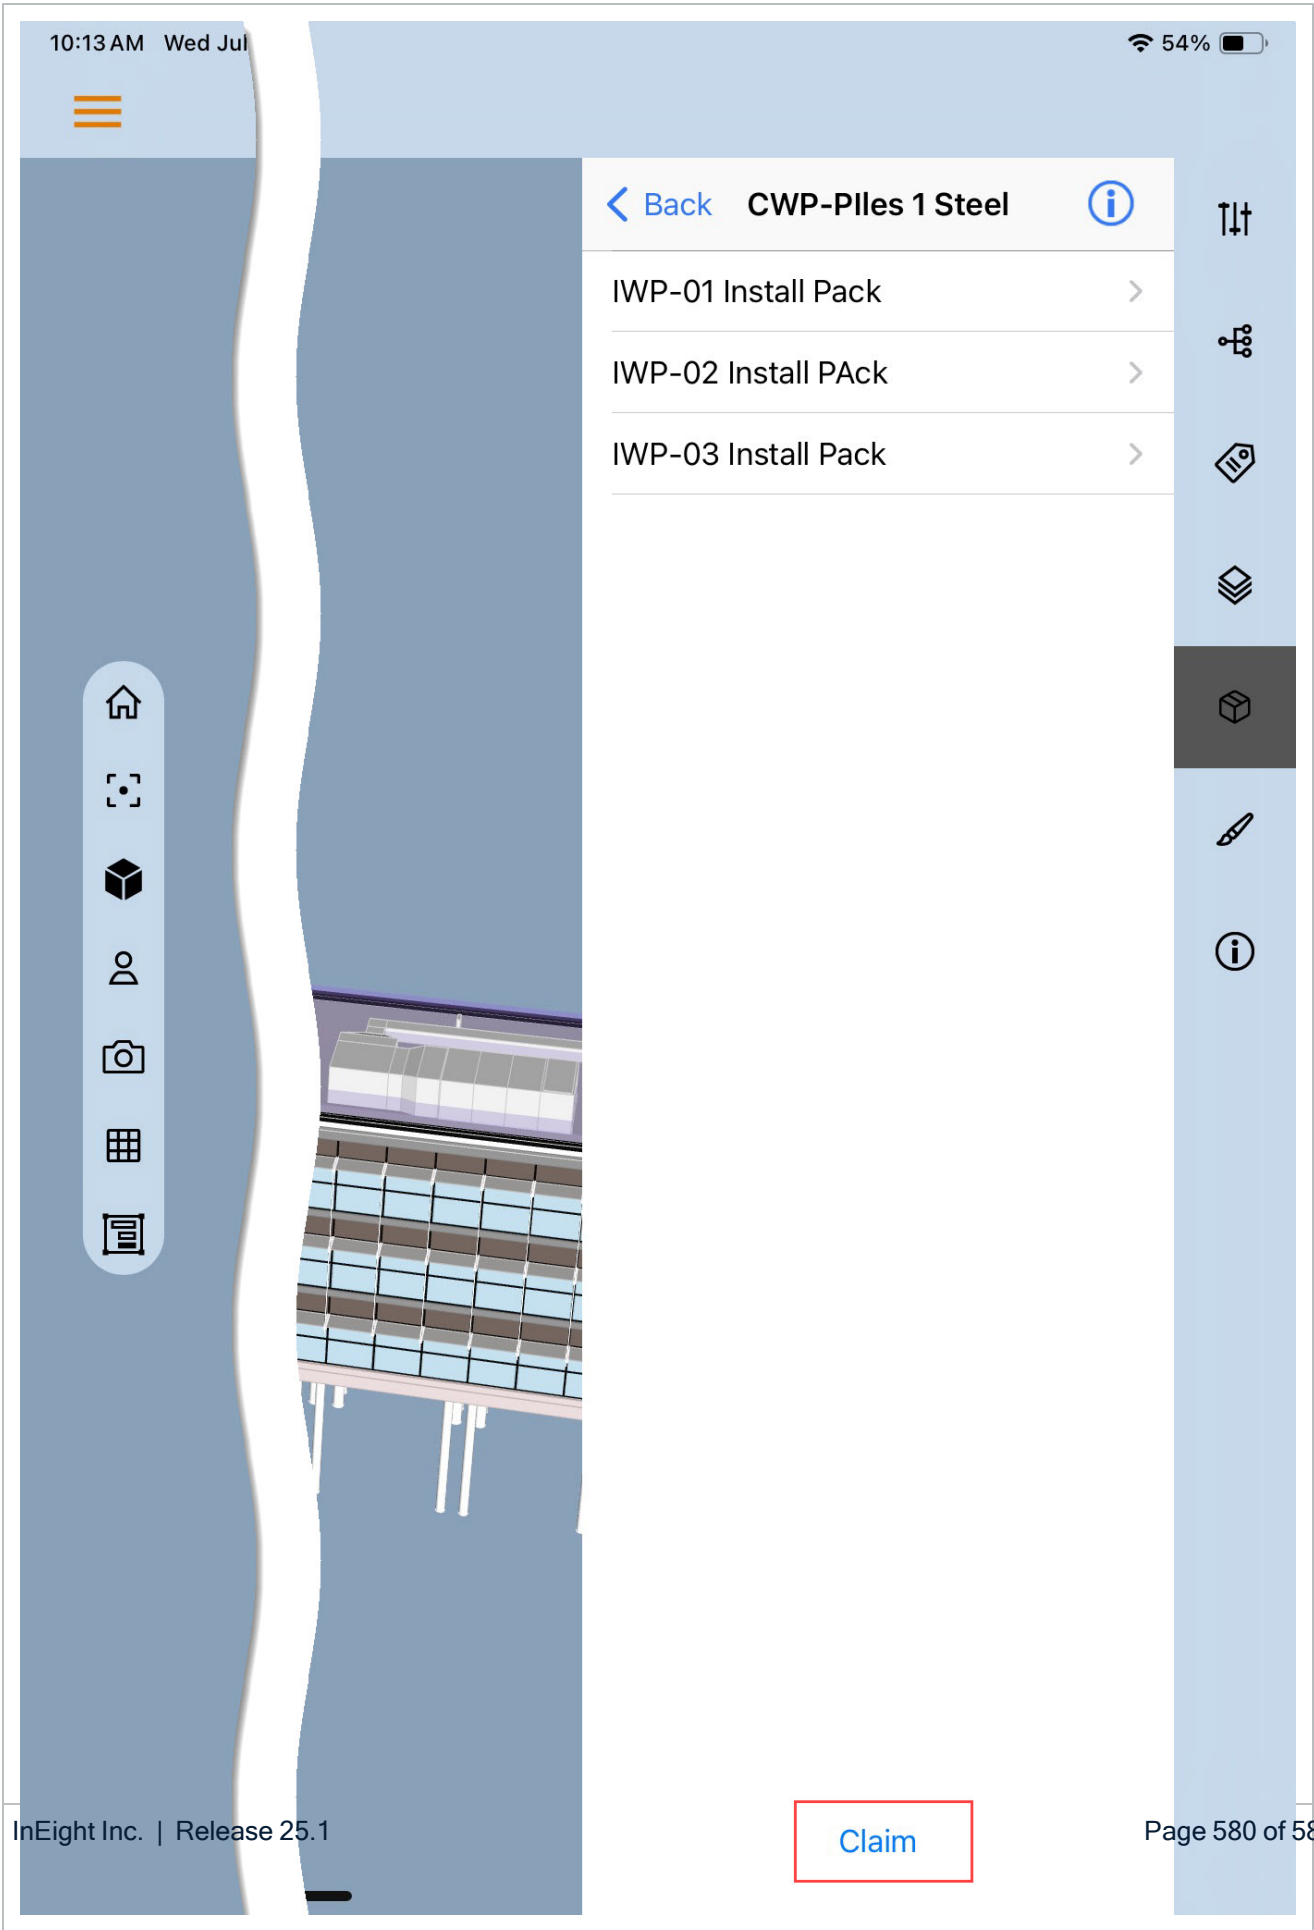 10:13 AM Wed Jul
54%
Back CWP-PIles 1 Steel
IWP-01 Install Pack
IWP-02 Install PAck
IWP-03 Install Pack
InEight Inc. | Release 25.1
Page 580 of 58
Claim